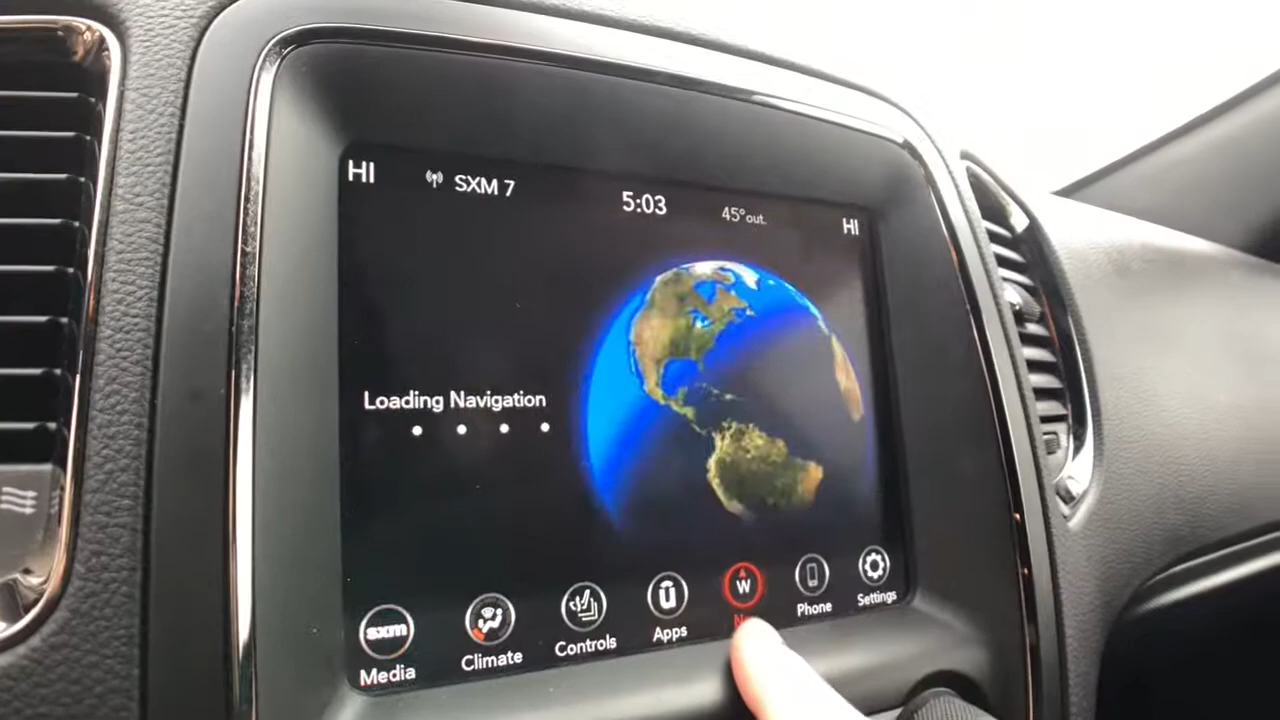 HI SXM 7 5:03 45° out. HI
Loading Navigation
sxm ū W
Media Climate Controls Apps Phone Settings